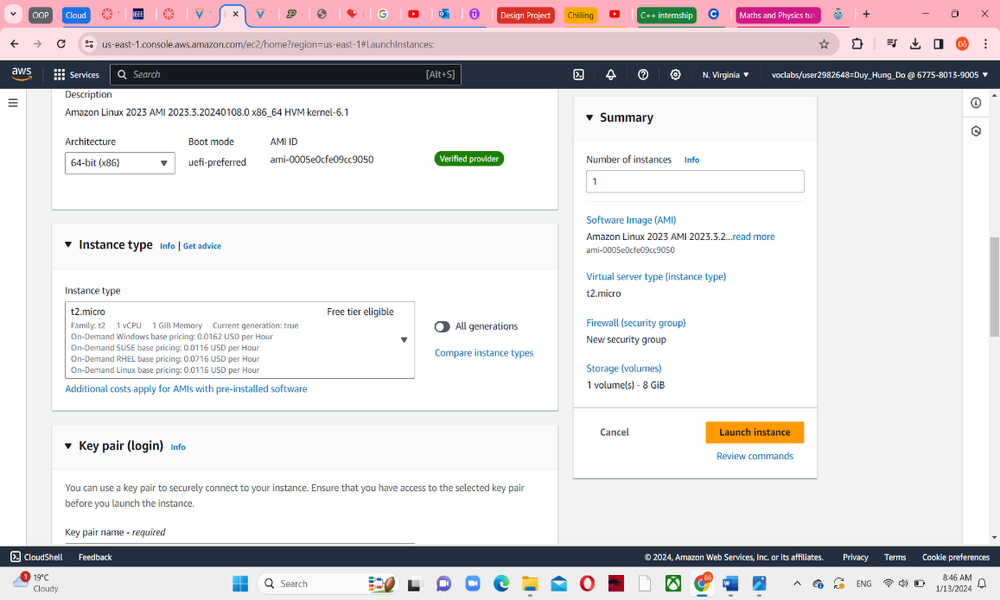 OOP
Cloud
IEEE
Design Project
Chilling
C++ internship
Maths and Physics tut
us-east-1.console.aws.amazon.com/ec2/home?region=us-east-1#LaunchInstances:
Đỗ
aws
Services
Search
[Alt+S]
N. Virginia
voclabs/user2982648=Duy_Hung_Do @ 6775-8013-9005
Description
Amazon Linux 2023 AMI 2023.3.20240108.0 x86_64 HVM kernel-6.1
Architecture
Boot mode
AMI ID
64-bit (x86)
uefi-preferred
ami-0005e0cfe09cc9050
Verified provider
Instance type
Info | Get advice
Instance type
t2.micro
Free tier eligible
Family: t2 1 vCPU 1 GiB Memory Current generation: true
On-Demand Windows base pricing: 0.0162 USD per Hour
On-Demand SUSE base pricing: 0.0116 USD per Hour
On-Demand RHEL base pricing: 0.0716 USD per Hour
On-Demand Linux base pricing: 0.0116 USD per Hour
All generations
Compare instance types
Additional costs apply for AMIs with pre-installed software
Key pair (login)
Info
You can use a key pair to securely connect to your instance. Ensure that you have access to the selected key pair
before you launch the instance.
Key pair name - required
Summary
Number of instances
Info
1
Software Image (AMI)
Amazon Linux 2023 AMI 2023.3.2...read more
ami-0005e0cfe09cc9050
Virtual server type (instance type)
t2.micro
Firewall (security group)
New security group
Storage (volumes)
1 volume(s) - 8 GiB
Cancel
Launch instance
Review commands
CloudShell
Feedback
© 2024, Amazon Web Services, Inc. or its affiliates.
Privacy
Terms
Cookie preferences
1
19°C
Cloudy
Search
ENG
8:46 AM
1/13/2024